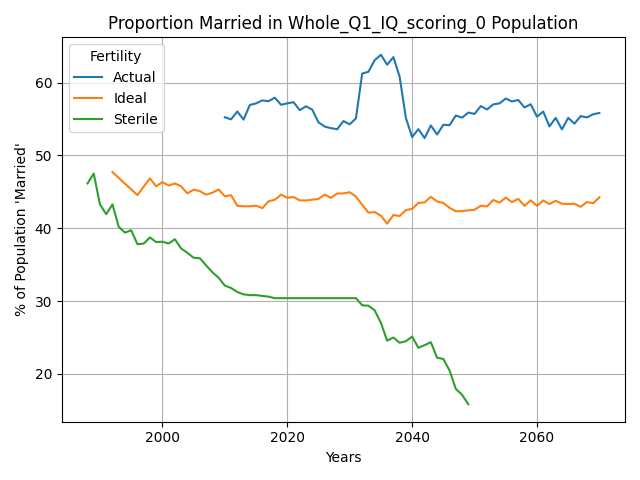 Proportion Married in Whole_Q1_IQ_scoring_0 Population
% of Population 'Married'
Fertility
Actual
Ideal
Sterile
60
50
40
30
20
2000 2020 2040 2060
Years